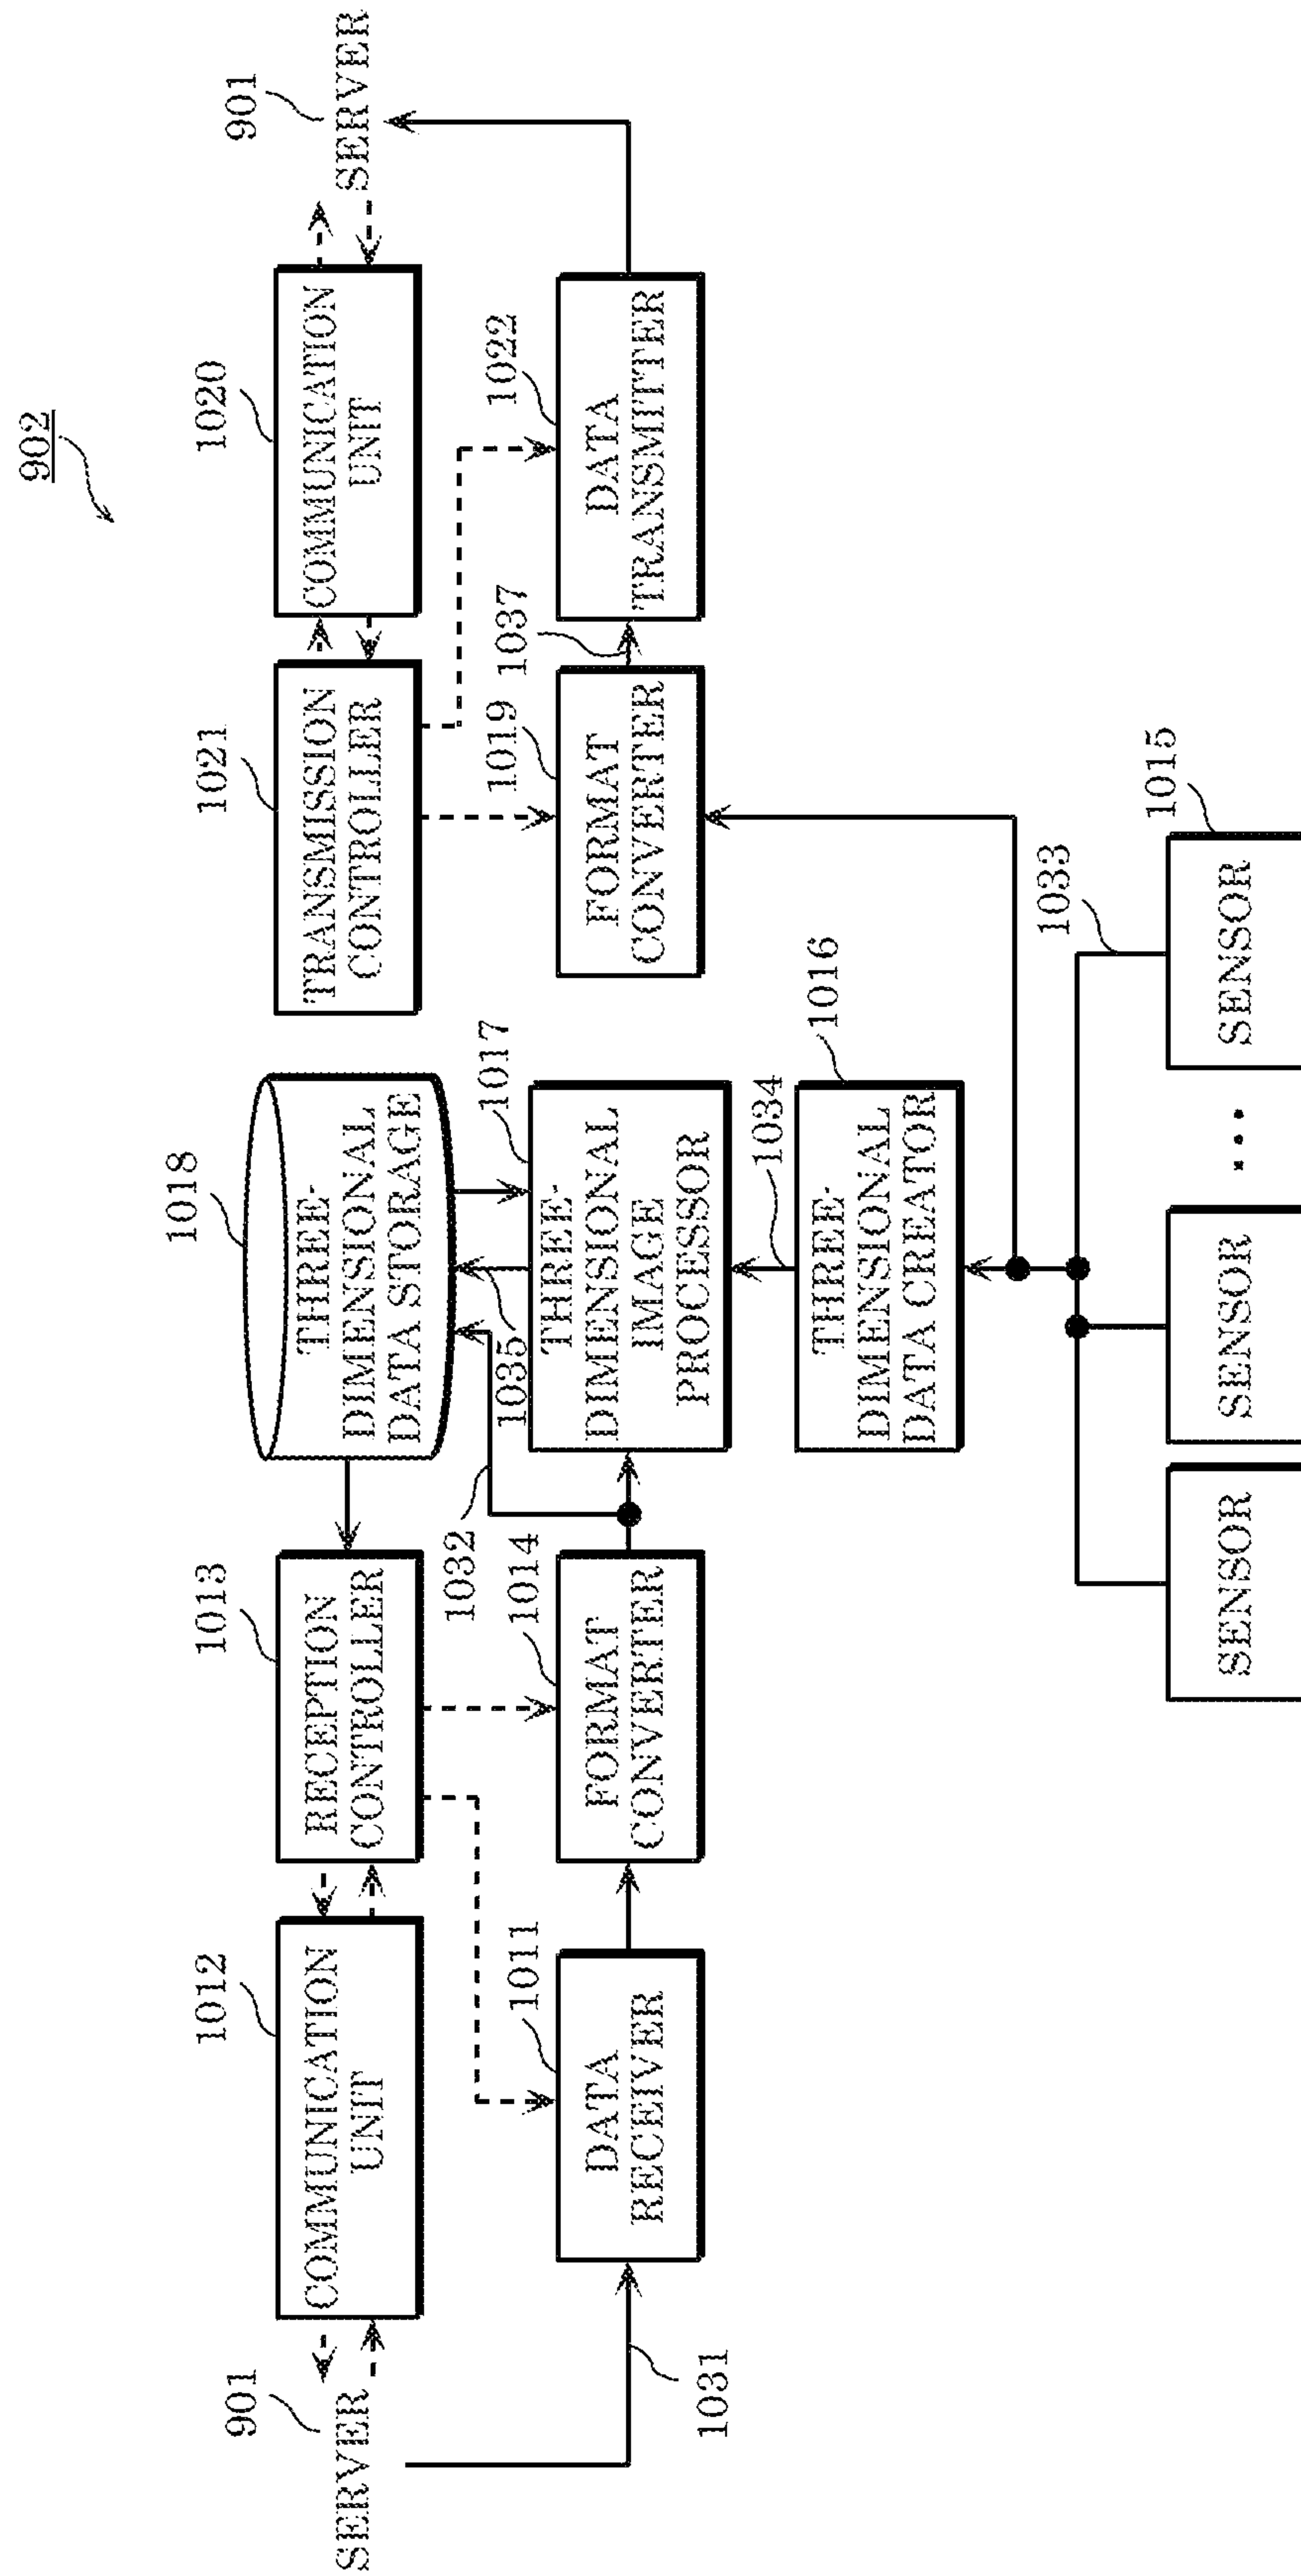 902
901
SERVER
1012
COMMUNICATION
UNIT
1013
RECEPTION
CONTROLLER
1018
THREE-
DIMENSIONAL
DATA STORAGE
1021
TRANSMISSION
CONTROLLER
1020
COMMUNICATION
UNIT
901
SERVER
1031
1011
DATA
RECEIVER
1014
FORMAT
CONVERTER
1032
1035
1017
THREE-
DIMENSIONAL
IMAGE
PROCESSOR
1019
FORMAT
CONVERTER
1037
1022
DATA
TRANSMITTER
1034
1016
THREE-
DIMENSIONAL
DATA CREATOR
1033
1015
SENSOR
SENSOR
...
SENSOR